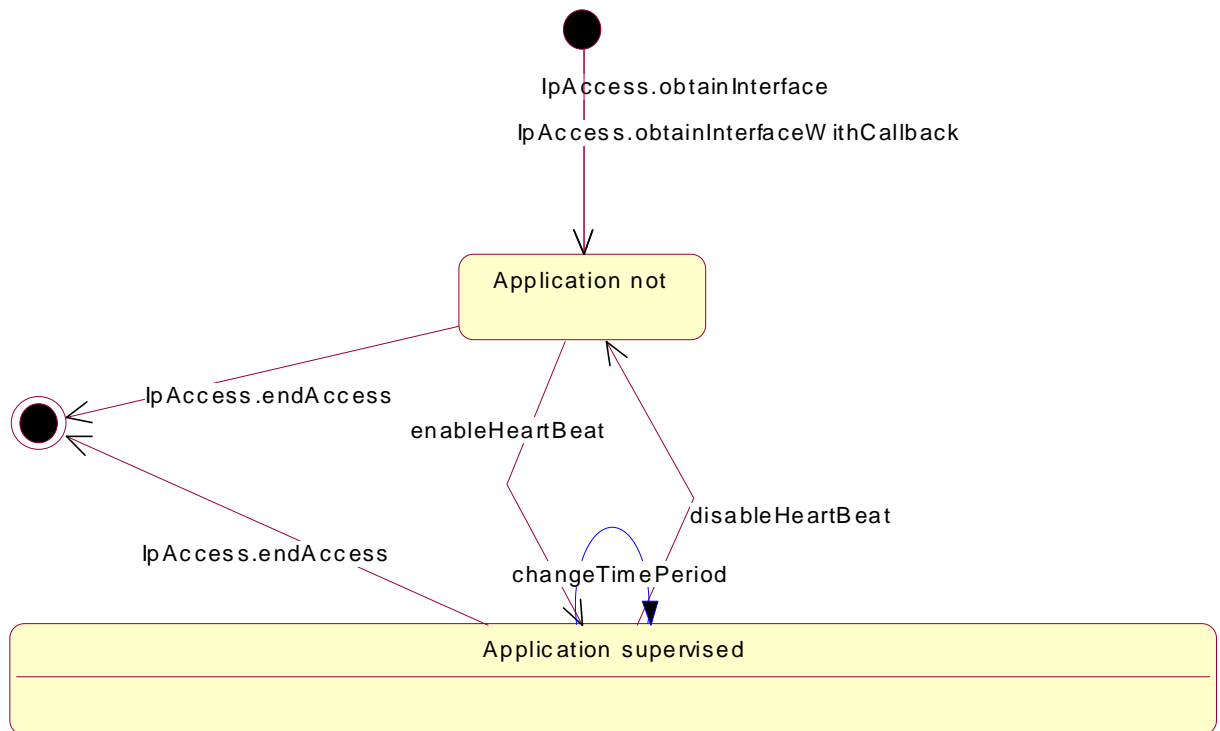 IpAccess.obtainInterface
IpAccess.obtainInterfaceWithCallback
Application not
IpAccess.endAccess
enableHeartBeat
disableHeartBeat
IpAccess.endAccess
changeTimePeriod
Application supervised